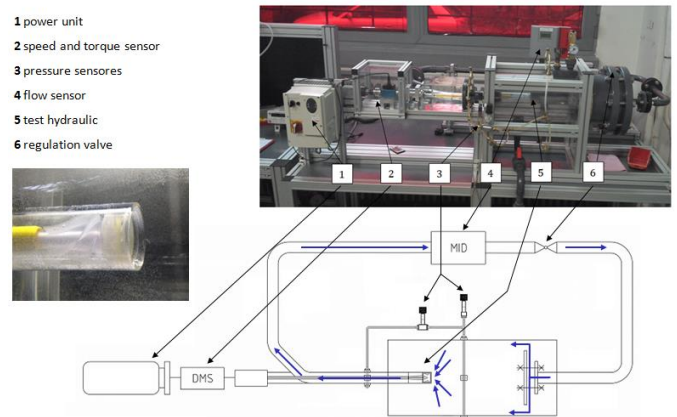 1 power unit
2 speed and torque sensor
3 pressure sensores
4 flow sensor
5 test hydraulic
6 regulation valve
1 2 3 4 5 6
MID
DMS